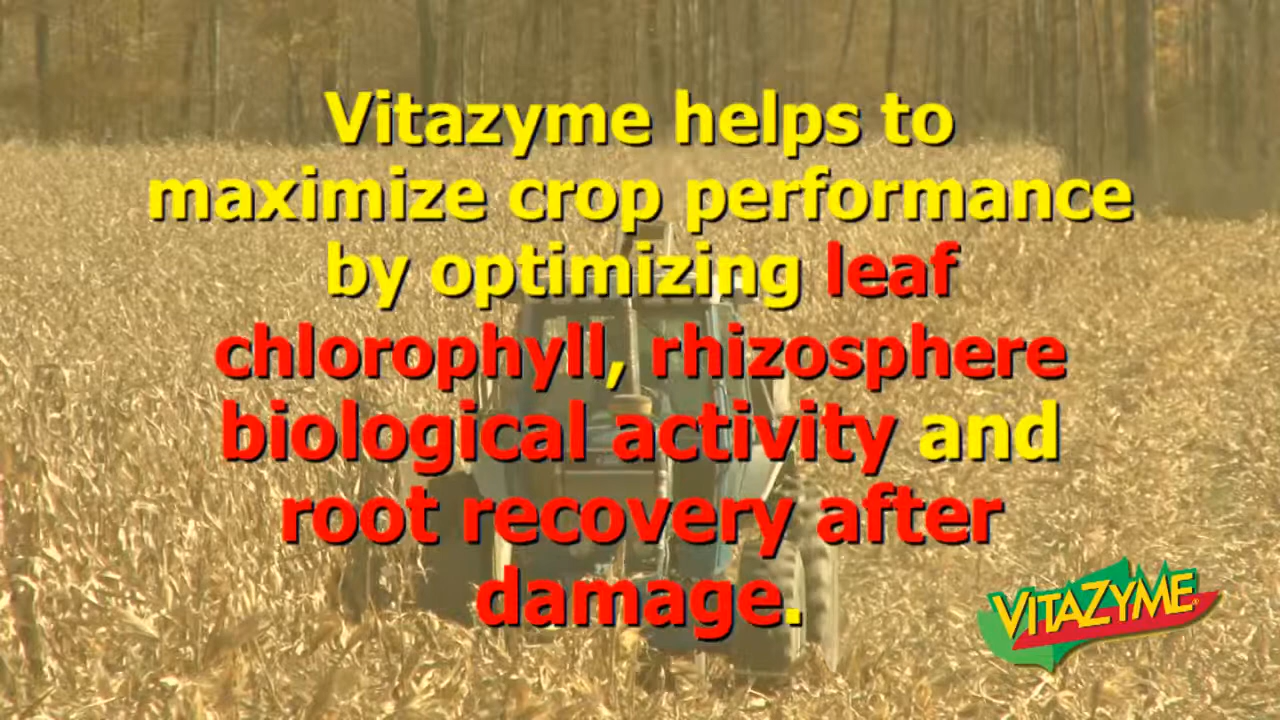 Vitazyme helps to
maximize crop performance
by optimizing leaf
chlorophyll, rhizosphere
biological activity and
root recovery after
damage.
VITAZYME®